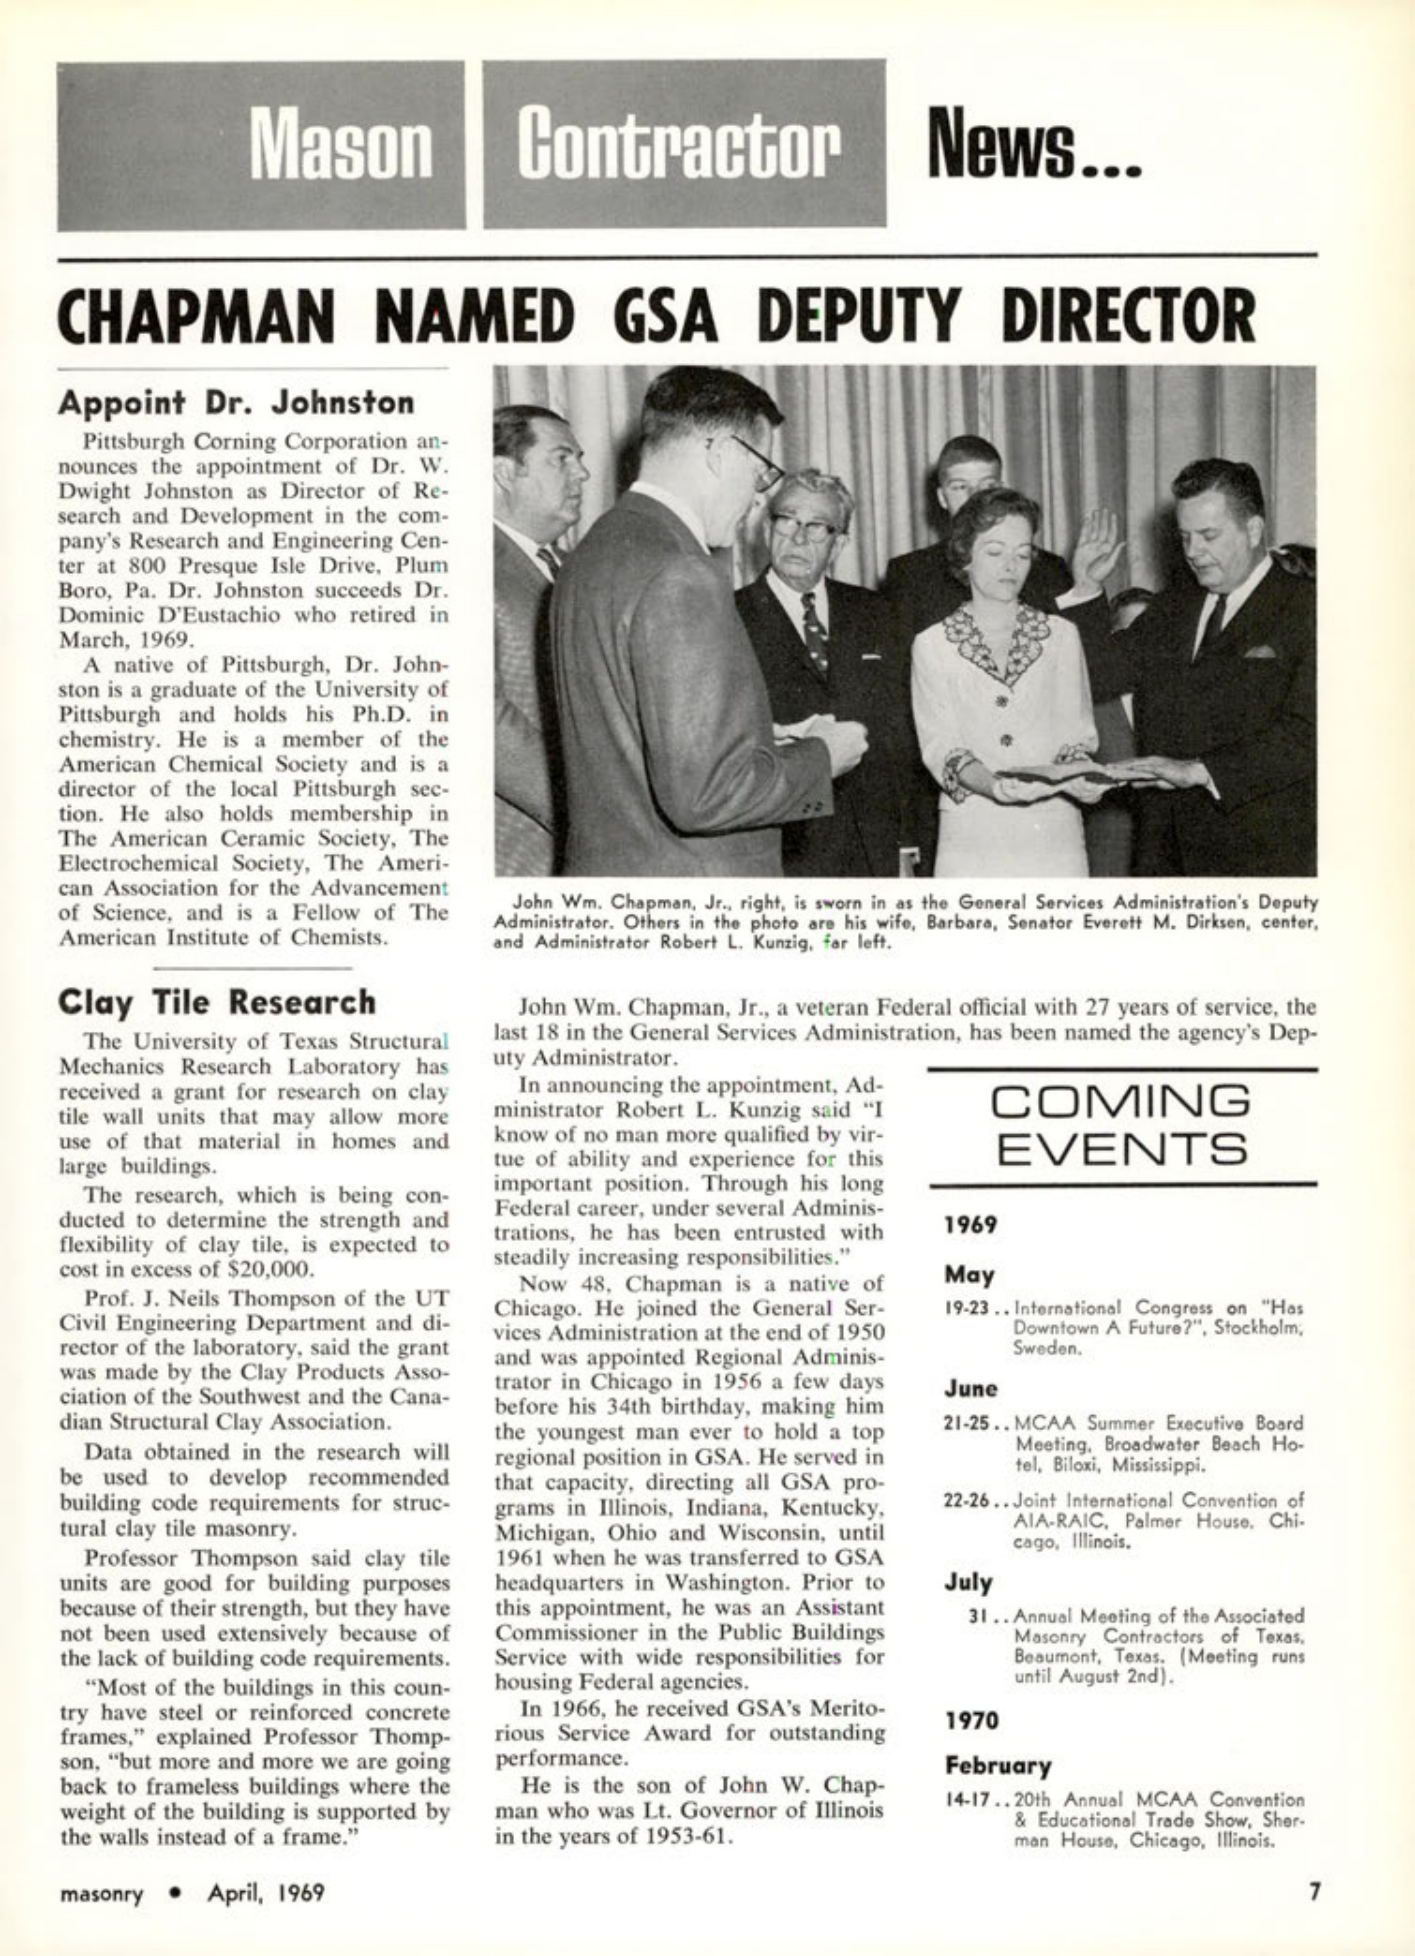 Mason Contractor News...
CHAPMAN NAMED GSA DEPUTY DIRECTOR
Appoint Dr. Johnston
Pittsburgh Corning Corporation an-
nounces the appointment of Dr. W.
Dwight Johnston as Director of Re-
search and Development in the com-
pany's Research and Engineering Cen-
ter at 800 Presque Isle Drive, Plum
Boro, Pa. Dr. Johnston succeeds Dr.
Dominic D'Eustachio who retired in
March, 1969.
A native of Pittsburgh, Dr. John-
ston is a graduate of the University of
Pittsburgh and holds his Ph.D. in
chemistry. He is a member of the
American Chemical Society and is a
director of the local Pittsburgh sec-
tion. He also holds membership in
The American Ceramic Society, The
Electrochemical Society, The Ameri-
can Association for the Advancement
of Science, and is a Fellow of The
American Institute of Chemists.
Clay Tile Research
The University of Texas Structural
Mechanics Research Laboratory has
received a grant for research on clay
tile wall units that may allow more
use of that material in homes and
large buildings.
The research, which is being con-
ducted to determine the strength and
flexibility of clay tile, is expected to
cost in excess of $20,000.
Prof. J. Neils Thompson of the UT
Civil Engineering Department and di-
rector of the laboratory, said the grant
was made by the Clay Products Asso-
ciation of the Southwest and the Cana-
dian Structural Clay Association.
Data obtained in the research will
be used to develop recommended
building code requirements for struc-
tural clay tile masonry.
Professor Thompson said clay tile
units are good for building purposes
because of their strength, but they have
not been used extensively because of
the lack of building code requirements.
"Most of the buildings in this coun-
try have steel or reinforced concrete
frames," explained Professor Thomp-
son, "but more and more we are going
back to frameless buildings where the
weight of the building is supported by
the walls instead of a frame."
John Wm. Chapman, Jr., right, is sworn in as the General Services Administration's Deputy
Administrator. Others in the photo are his wife, Barbara, Senator Everett M. Dirksen, center,
and Administrator Robert L. Kunzig, far left.
John Wm. Chapman, Jr., a veteran Federal official with 27 years of service, the
last 18 in the General Services Administration, has been named the agency's Dep-
uty Administrator.
In announcing the appointment, Ad-
ministrator Robert L. Kunzig said "I
know of no man more qualified by vir-
tue of ability and experience for this
important position. Through his long
Federal career, under several Adminis-
trations, he has been entrusted with
steadily increasing responsibilities."
Now 48, Chapman is a native of
Chicago. He joined the General Ser-
vices Administration at the end of 1950
and was appointed Regional Adminis-
trator in Chicago in 1956 a few days
before his 34th birthday, making him
the youngest man ever to hold a top
regional position in GSA. He served in
that capacity, directing all GSA pro-
grams in Illinois, Indiana, Kentucky,
Michigan, Ohio and Wisconsin, until
1961 when he was transferred to GSA
headquarters in Washington. Prior to
this appointment, he was an Assistant
Commissioner in the Public Buildings
Service with wide responsibilities for
housing Federal agencies.
In 1966, he received GSA's Merito-
rious Service Award for outstanding
performance.
He is the son of John W. Chap-
man who was Lt. Governor of Illinois
in the years of 1953-61.
COMING
EVENTS
1969
May
19-23 .. International Congress on "Has
Downtown A Future?", Stockholm,
Sweden.
June
21-25 .. MCAA Summer Executive Board
Meeting, Broadwater Beach Ho-
tel, Biloxi, Mississippi.
22-26 .. Joint International Convention of
AIA-RAIC, Palmer House, Chi-
cago, Illinois.
July
31 .. Annual Meeting of the Associated
Masonry Contractors of Texas,
Beaumont, Texas. (Meeting runs
until August 2nd).
1970
February
14-17 .. 20th Annual MCAA Convention
& Educational Trade Show, Sher-
man House, Chicago, Illinois.
masonry • April, 1969
7